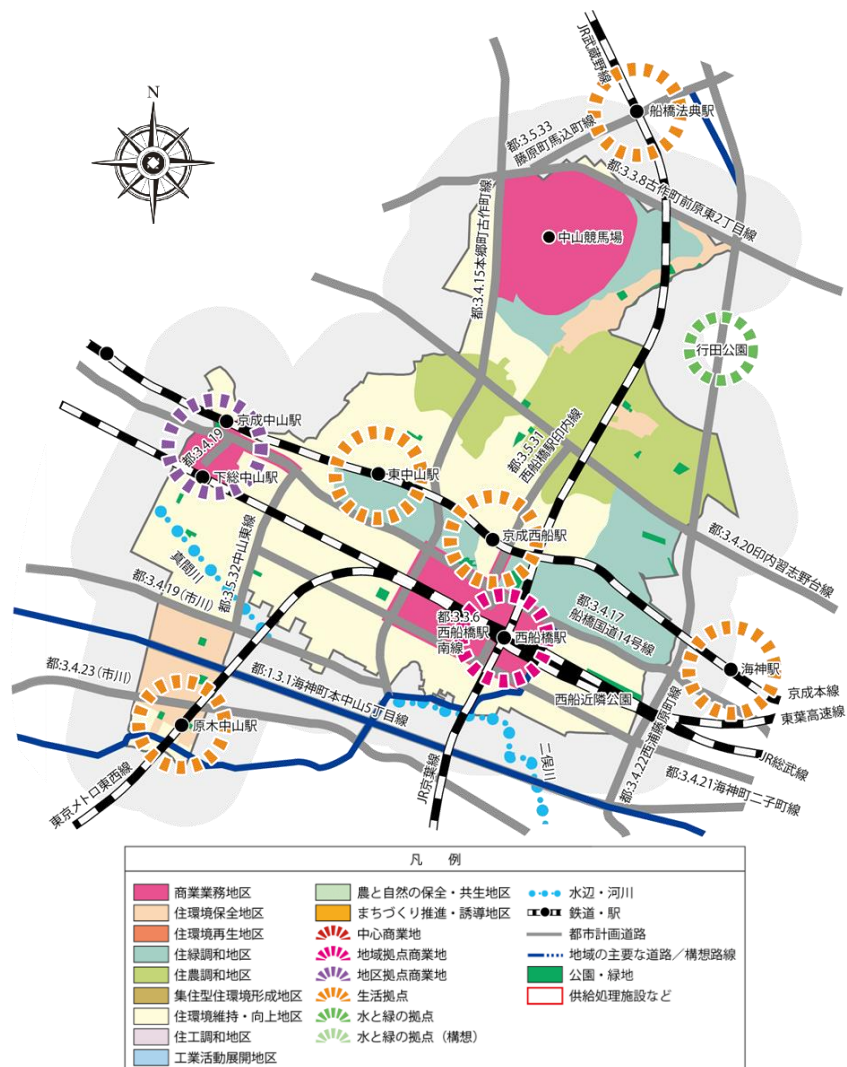 N
JR武蔵野線
船橋法典駅
都:3.5.33
藤原町馬込町線
都:3.3.8古作町前原東2丁目線
都:3.4.15本郷町古作町線
中山競馬場
行田公園
京成中山駅
都:3.4.19
下総中山駅
東中山駅
都:3.5.31
西船橋駅印内線
京成西船駅
都:3.4.20印内習志野台線
真間川
都:3.5.32中山東線
都:3.4.19(市川)
都:3.3.6
西船橋駅
南線
西船橋駅
都:3.4.17
船橋国道14号線
海神駅
都:3.4.23(市川)
都:1.3.1海神町本中山5丁目線
西船近隣公園
京成本線
東葉高速線
原木中山駅
JR総武線
二俣川
都:3.4.22西浦藤原町線
都:3.4.21海神町二子町線
東京メトロ東西線
JR京葉線
凡 例
商業業務地区
住環境保全地区
住環境再生地区
住緑調和地区
住農調和地区
集住型住環境形成地区
住環境維持・向上地区
住工調和地区
工業活動展開地区
農と自然の保全・共生地区
まちづくり推進・誘導地区
中心商業地
地域拠点商業地
地区拠点商業地
生活拠点
水と緑の拠点
水と緑の拠点（構想）
水辺・河川
鉄道・駅
都市計画道路
地域の主要な道路／構想路線
公園・緑地
供給処理施設など